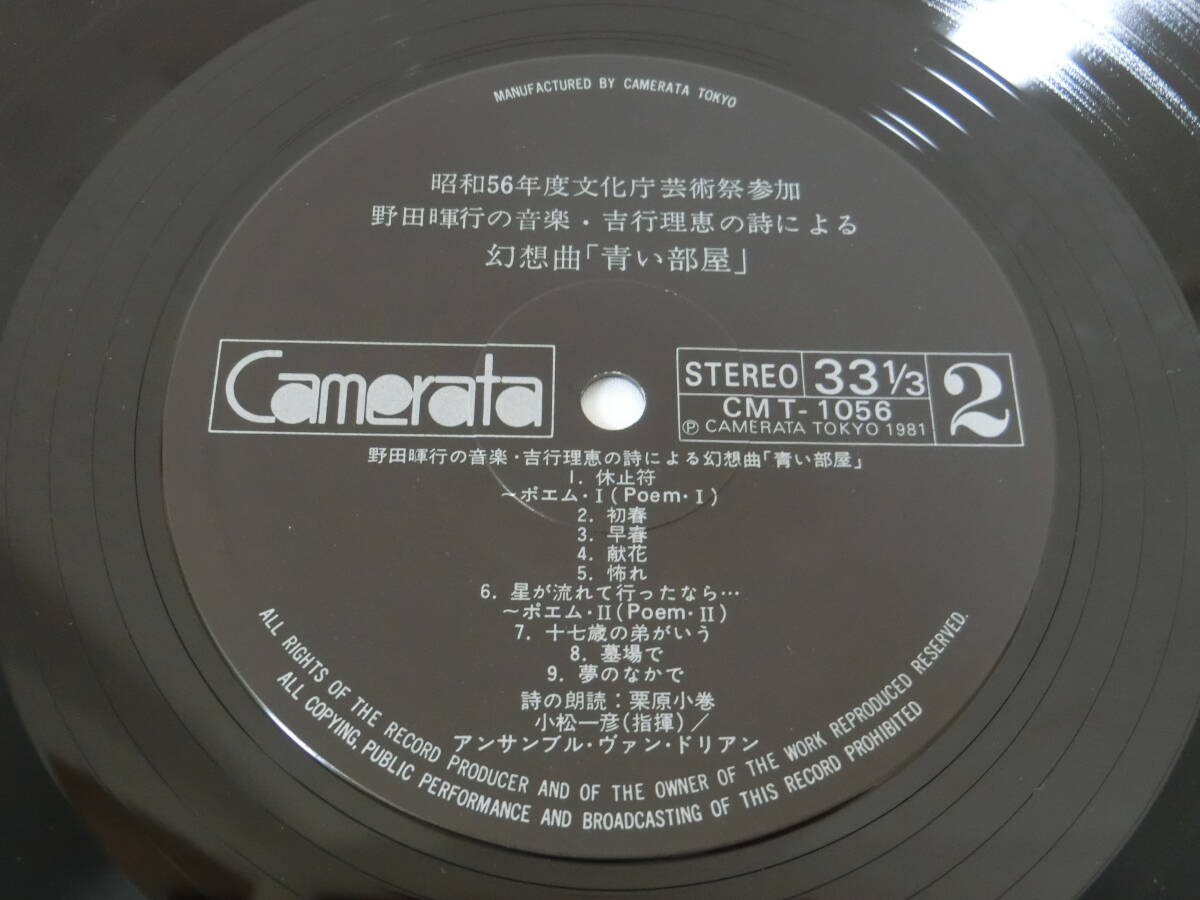 MANUFACTURED BY CAMERATA TOKYO
昭和56年度文化庁芸術祭参加
野田暉行の音楽・吉行理恵の詩による
幻想曲「青い部屋」
Camerata
STEREO 33 1/3
CMT-1056
Ⓟ CAMERATA TOKYO 1981
2
野田暉行の音楽・吉行理恵の詩による幻想曲「青い部屋」
1. 休止符
〜ポエム・Ⅰ(Poem・Ⅰ)
2. 初春
3. 早春
4. 献花
5. 怖れ
6. 星が流れて行ったなら…
〜ポエム・Ⅱ(Poem・Ⅱ)
7. 十七歳の弟がいう
8. 墓場で
9. 夢のなかで
詩の朗読:栗原小巻
小松一彦(指揮)/
アンサンブル・ヴァン・ドリアン
ALL RIGHTS OF THE RECORD PRODUCER AND OF THE OWNER OF THE WORK REPRODUCED RESERVED.
ALL COPYING, PUBLIC PERFORMANCE AND BROADCASTING OF THIS RECORD PROHIBITED